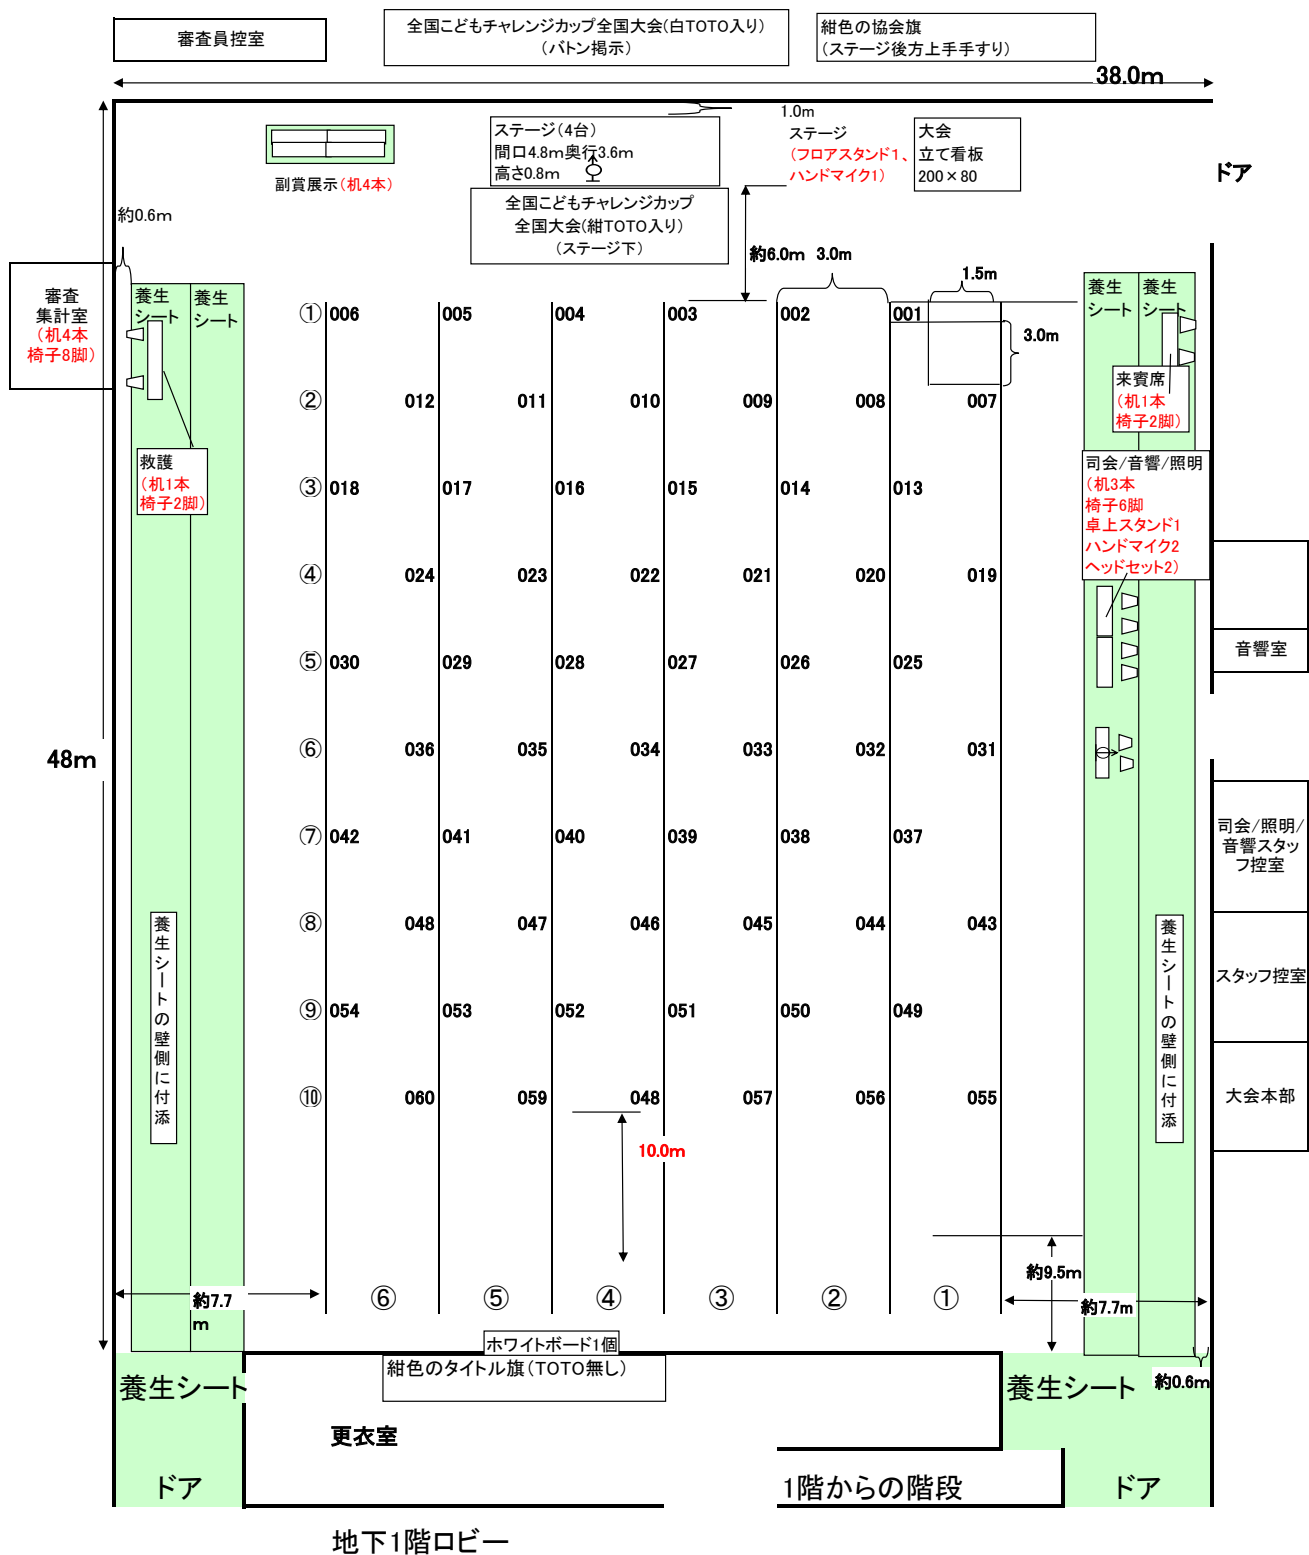 審査員控室
全国こどもチャレンジカップ全国大会(白TOTO入り)
(バトン掲示)
紺色の協会旗
(ステージ後方上手手すり)
38.0m
1.0m
ステージ(4台)
間口4.8m奥行3.6m
高さ0.8m
ステージ
(フロアスタンド1、
ハンドマイク1)
大会
立て看板
200×80
ドア
副賞展示(机4本)
全国こどもチャレンジカップ
全国大会(紺TOTO入り)
(ステージ下)
約0.6m
約6.0m
3.0m
1.5m
3.0m
審査
集計室
(机4本
椅子8脚)
養生
シート
養生
シート
養生
シート
養生
シート
① 006 005 004 003 002 001
② 012 011 010 009 008 007
③ 018 017 016 015 014 013
④ 024 023 022 021 020 019
⑤ 030 029 028 027 026 025
⑥ 036 035 034 033 032 031
⑦ 042 041 040 039 038 037
⑧ 048 047 046 045 044 043
⑨ 054 053 052 051 050 049
⑩ 060 059 048 057 056 055
来賓席
(机1本
椅子2脚)
救護
(机1本
椅子2脚)
司会/音響/照明
(机3本
椅子6脚
卓上スタンド1
ハンドマイク2
ヘッドセット2)
音響室
48m
司会/照明/
音響スタッ
フ控室
スタッフ控室
大会本部
養生シートの壁側に付添
養生シートの壁側に付添
10.0m
約9.5m
約7.7
m
⑥ ⑤ ④ ③ ② ①
約7.7m
約0.6m
ホワイトボード1個
紺色のタイトル旗(TOTO無し)
養生シート
養生シート
更衣室
ドア
1階からの階段
ドア
地下1階ロビー